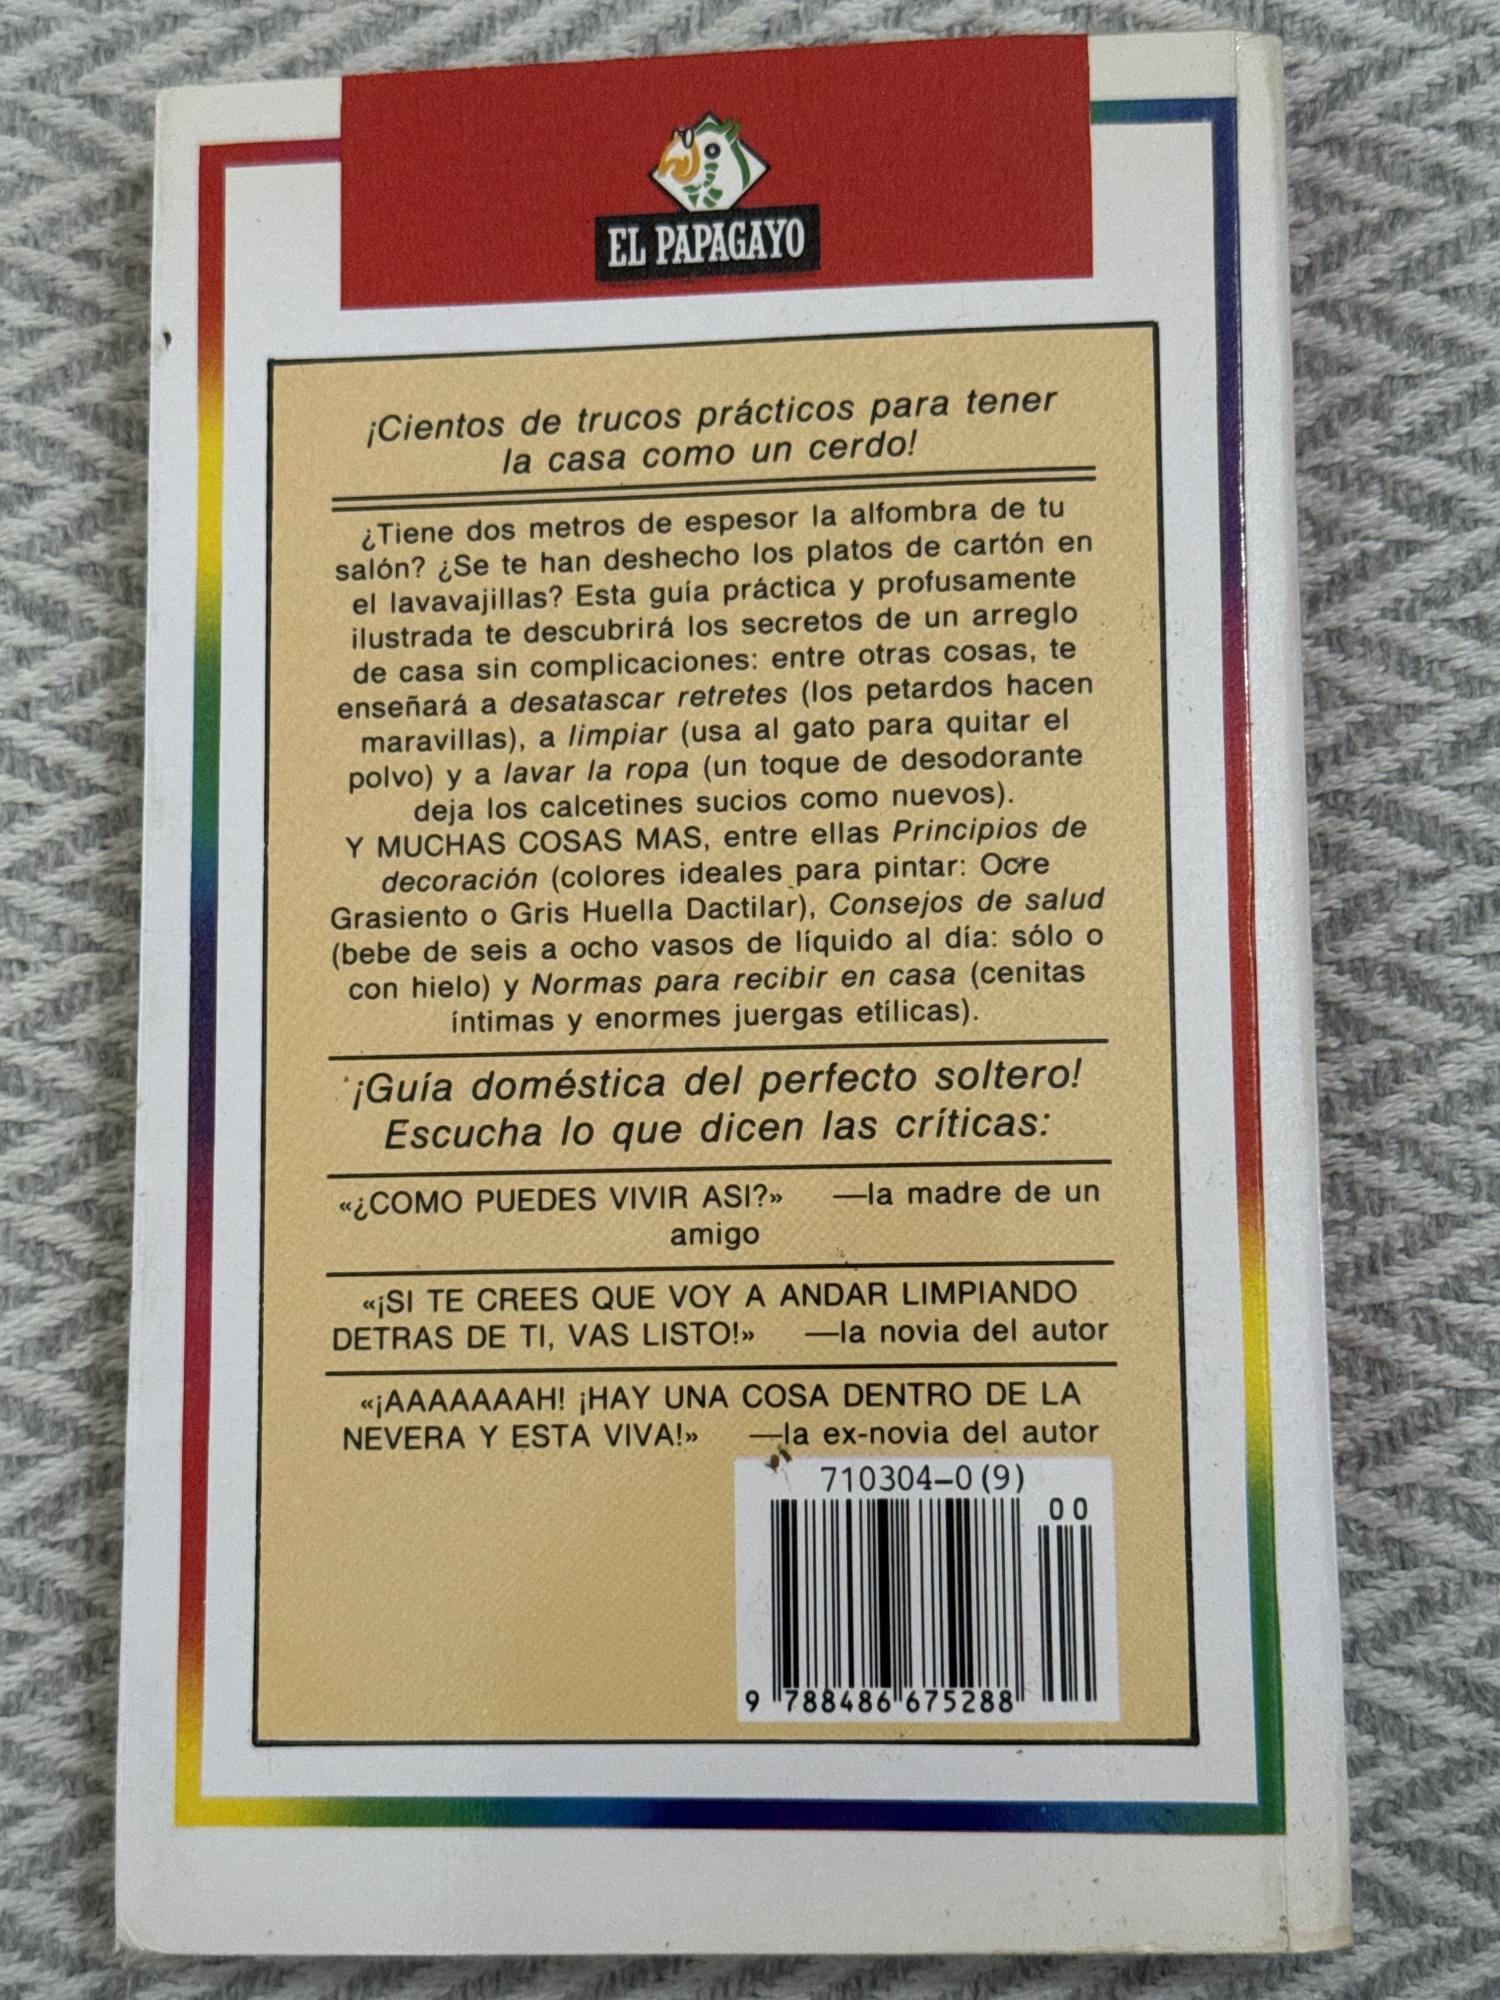 EL PAPAGAYO
¡Cientos de trucos prácticos para tener
la casa como un cerdo!
¿Tiene dos metros de espesor la alfombra de tu
salón? ¿Se te han deshecho los platos de cartón en
el lavavajillas? Esta guía práctica y profusamente
ilustrada te descubrirá los secretos de un arreglo
de casa sin complicaciones: entre otras cosas, te
enseñará a desatascar retretes (los petardos hacen
maravillas), a limpiar (usa al gato para quitar el
polvo) y a lavar la ropa (un toque de desodorante
deja los calcetines sucios como nuevos).
Y MUCHAS COSAS MAS, entre ellas Principios de
decoración (colores ideales para pintar: Ocre
Grasiento o Gris Huella Dactilar), Consejos de salud
(bebe de seis a ocho vasos de líquido al día: sólo o
con hielo) y Normas para recibir en casa (cenitas
íntimas y enormes juergas etílicas).
¡Guía doméstica del perfecto soltero!
Escucha lo que dicen las críticas:
«¿COMO PUEDES VIVIR ASI?» —la madre de un
amigo
«¡SI TE CREES QUE VOY A ANDAR LIMPIANDO
DETRAS DE TI, VAS LISTO!» —la novia del autor
«¡AAAAAAAH! ¡HAY UNA COSA DENTRO DE LA
NEVERA Y ESTA VIVA!» —la ex-novia del autor
710304-0 (9)
00
9 788486 675288